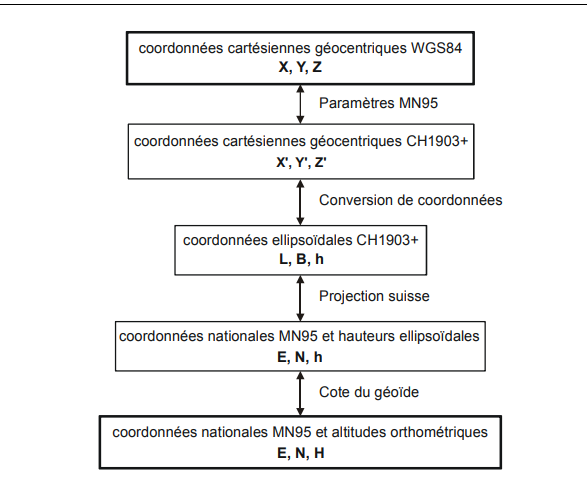 coordonnées cartésiennes géocentriques WGS84
X, Y, Z
Paramètres MN95
coordonnées cartésiennes géocentriques CH1903+
X', Y', Z'
Conversion de coordonnées
coordonnées ellipsoïdales CH1903+
L, B, h
Projection suisse
coordonnées nationales MN95 et hauteurs ellipsoïdales
E, N, h
Cote du géoïde
coordonnées nationales MN95 et altitudes orthométriques
E, N, H